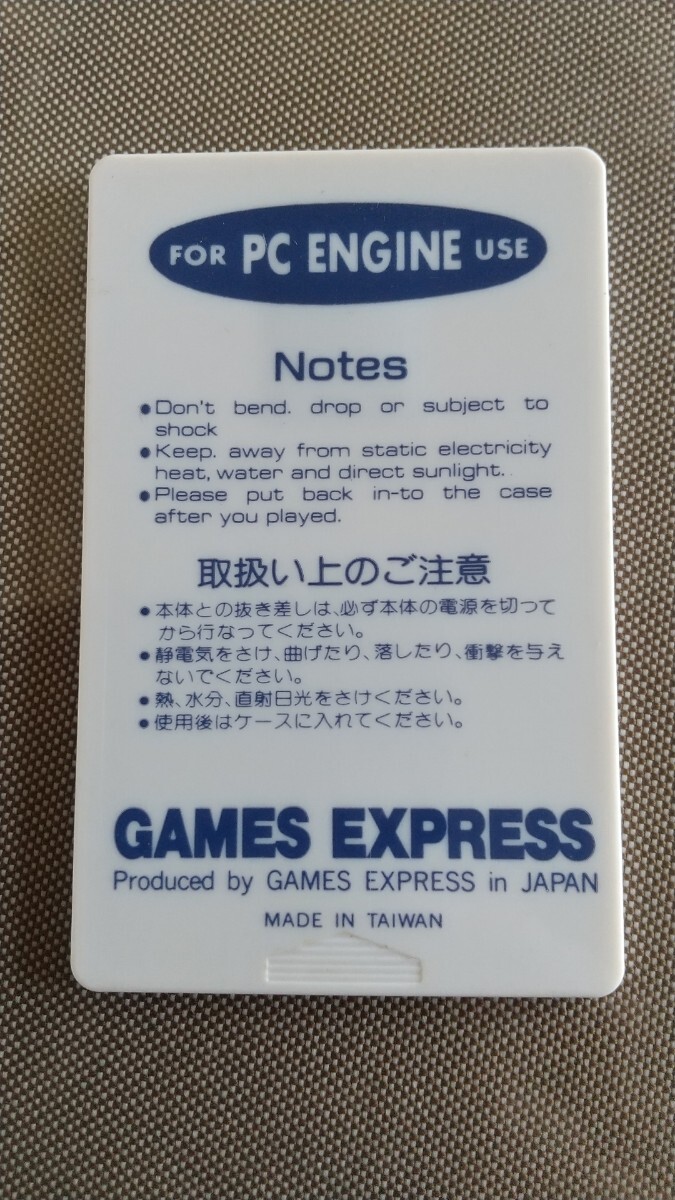 FOR PC ENGINE USE
Notes
●Don't bend. drop or subject to
shock
●Keep. away from static electricity
heat, water and direct sunlight.
●Please put back in-to the case
after you played.
取扱い上のご注意
●本体との抜き差しは、必ず本体の電源を切って
から行なってください。
●静電気をさけ、曲げたり、落したり、衝撃を与え
ないでください。
●熱、水分、直射日光をさけください。
●使用後はケースに入れてください。
GAMES EXPRESS
Produced by GAMES EXPRESS in JAPAN
MADE IN TAIWAN